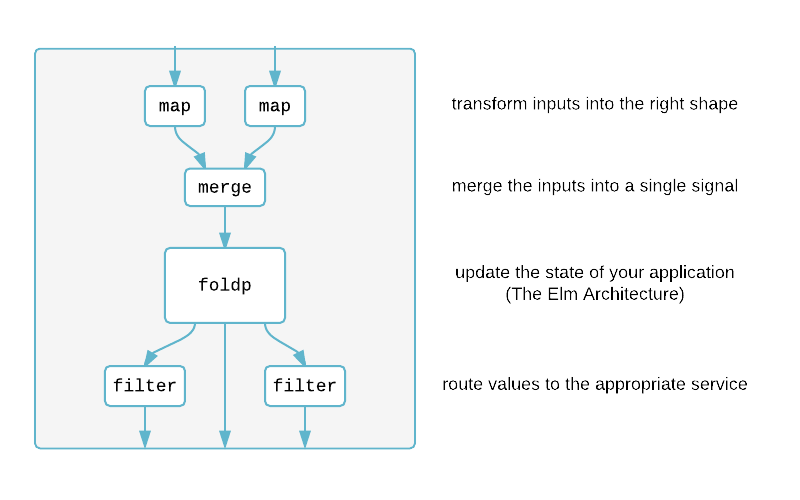 map map transform inputs into the right shape
merge merge the inputs into a single signal
foldp update the state of your application
(The Elm Architecture)
filter filter route values to the appropriate service